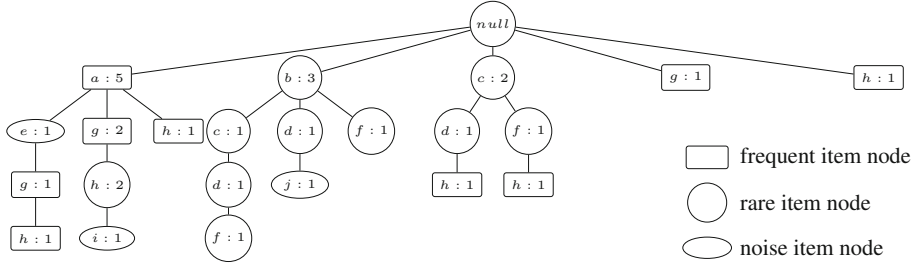 null
a : 5 b : 3 c : 2 g : 1 h : 1
e : 1 g : 2 h : 1 c : 1 d : 1 f : 1 d : 1 f : 1
g : 1 h : 2 d : 1 j : 1 h : 1 h : 1
h : 1 i : 1 f : 1
frequent item node
rare item node
noise item node